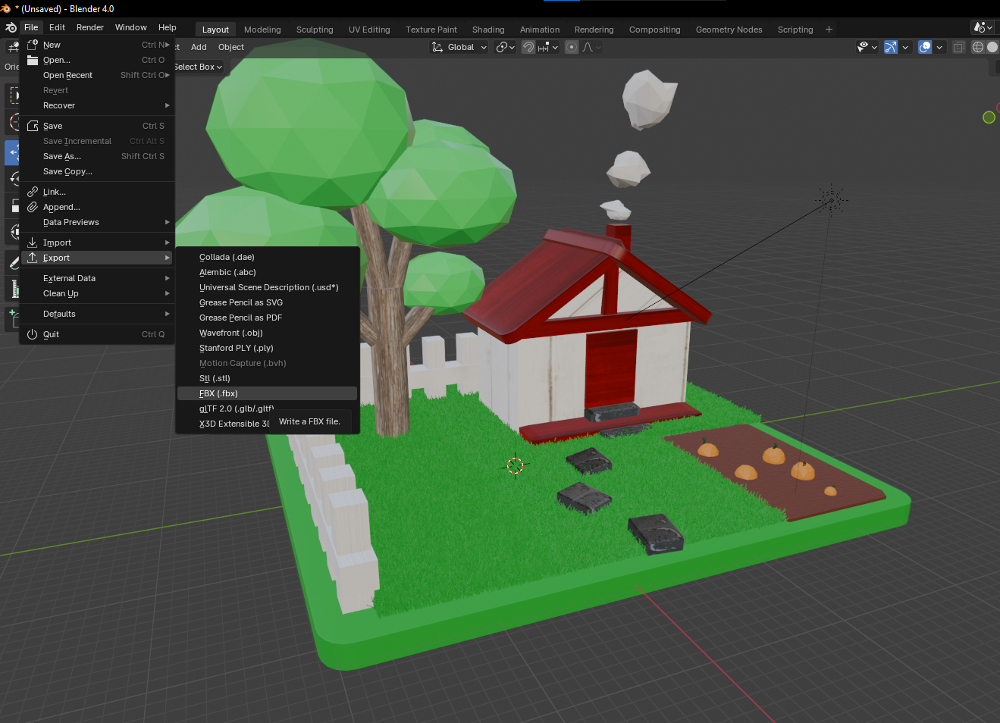 * (Unsaved) - Blender 4.0
File Edit Render Window Help Layout Modeling Sculpting UV Editing Texture Paint Shading Animation Rendering Compositing Geometry Nodes Scripting
Add Object Global
Select Box
New Ctrl N
Open... Ctrl O
Open Recent Shift Ctrl O
Revert
Recover
Save Ctrl S
Save Incremental Ctrl Alt S
Save As... Shift Ctrl S
Save Copy...
Link...
Append...
Data Previews
Import
Export
External Data
Clean Up
Defaults
Quit Ctrl Q
Collada (.dae)
Alembic (.abc)
Universal Scene Description (.usd*)
Grease Pencil as SVG
Grease Pencil as PDF
Wavefront (.obj)
Stanford PLY (.ply)
Motion Capture (.bvh)
Stl (.stl)
FBX (.fbx)
glTF 2.0 (.glb/.gltf)
X3D Extensible 3D
Write a FBX file.